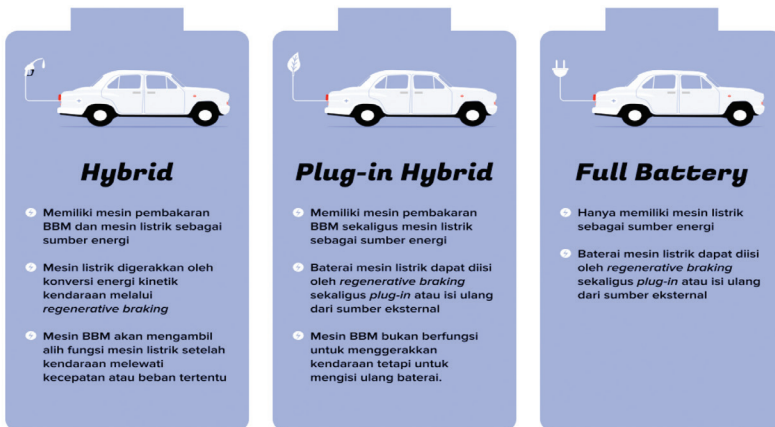 Hybrid
Memiliki mesin pembakaran
BBM dan mesin listrik sebagai
sumber energi
Mesin listrik digerakkan oleh
konversi energi kinetik
kendaraan melalui
regenerative braking
Mesin BBM akan mengambil
alih fungsi mesin listrik setelah
kendaraan melewati
kecepatan atau beban tertentu
Plug-in Hybrid
Memiliki mesin pembakaran
BBM sekaligus mesin listrik
sebagai sumber energi
Baterai mesin listrik dapat diisi
oleh regenerative braking
sekaligus plug-in atau isi ulang
dari sumber eksternal
Mesin BBM bukan berfungsi
untuk menggerakkan
kendaraan tetapi untuk
mengisi ulang baterai.
Full Battery
Hanya memiliki mesin listrik
sebagai sumber energi
Baterai mesin listrik dapat diisi
oleh regenerative braking
sekaligus plug-in atau isi ulang
dari sumber eksternal